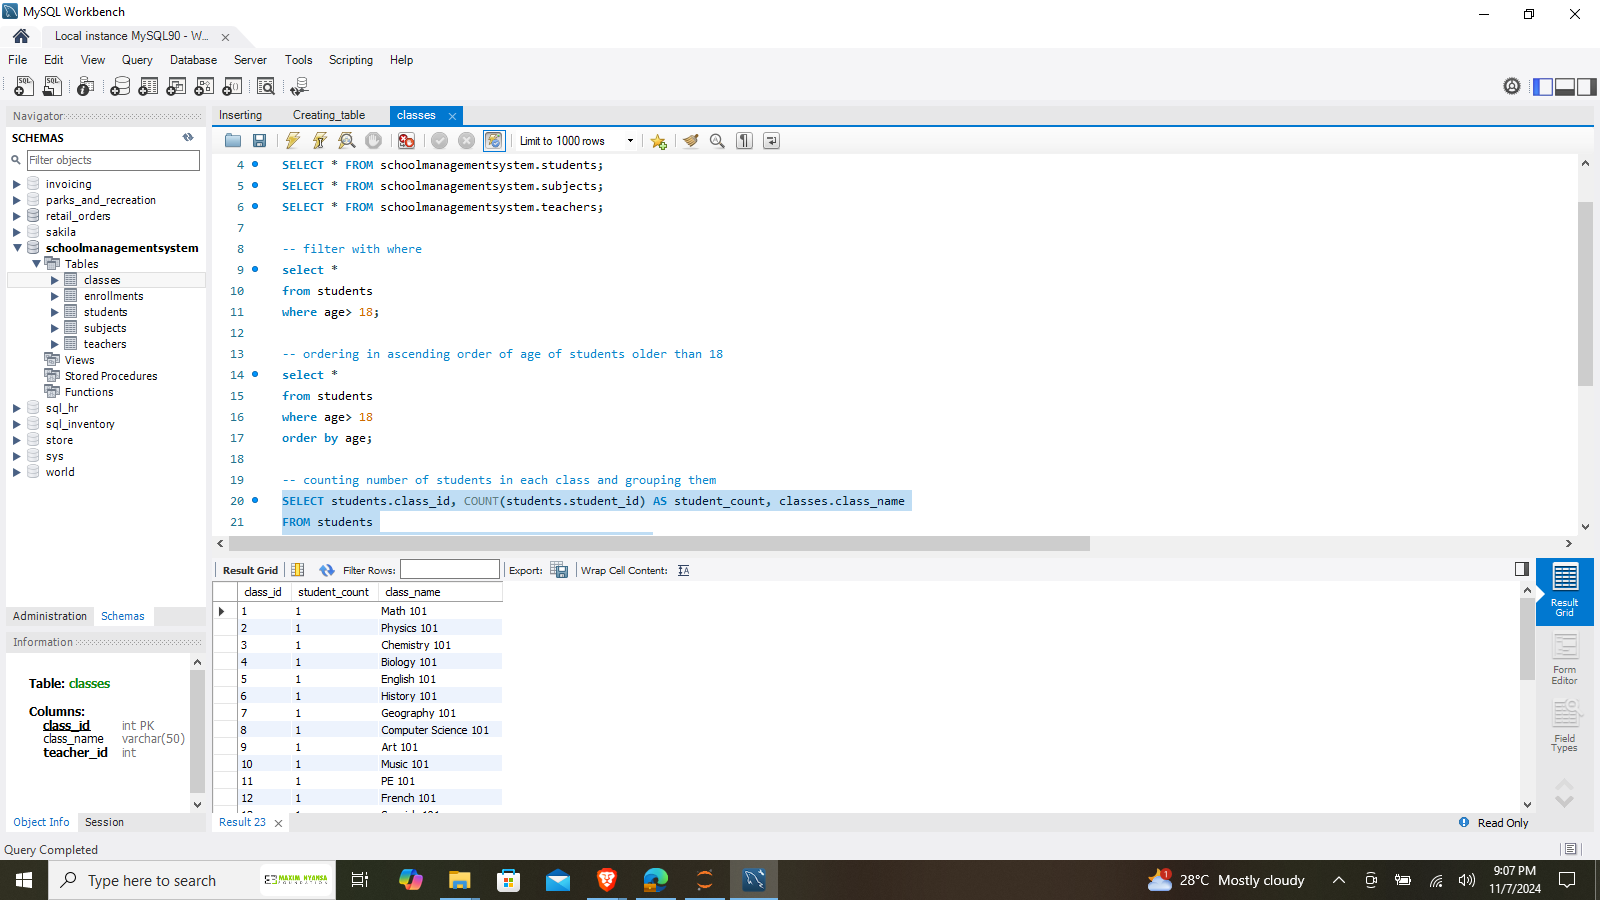 MySQL Workbench
Local instance MySQL90 - W...
File Edit View Query Database Server Tools Scripting Help
Navigator
SCHEMAS
Filter objects
invoicing
parks_and_recreation
retail_orders
sakila
schoolmanagementsystem
Tables
classes
enrollments
students
subjects
teachers
Views
Stored Procedures
Functions
sql_hr
sql_inventory
store
sys
world
Administration Schemas
Information
Table: classes
Columns:
class_id int PK
class_name varchar(50)
teacher_id int
Object Info Session
Inserting Creating_table classes
Limit to 1000 rows
4 SELECT * FROM schoolmanagementsystem.students;
5 SELECT * FROM schoolmanagementsystem.subjects;
6 SELECT * FROM schoolmanagementsystem.teachers;
7
8 -- filter with where
9 select *
10 from students
11 where age> 18;
12
13 -- ordering in ascending order of age of students older than 18
14 select *
15 from students
16 where age> 18
17 order by age;
18
19 -- counting number of students in each class and grouping them
20 SELECT students.class_id, COUNT(students.student_id) AS student_count, classes.class_name
21 FROM students
Result Grid Filter Rows: Export: Wrap Cell Content:
class_id student_count class_name
1 1 Math 101
2 1 Physics 101
3 1 Chemistry 101
4 1 Biology 101
5 1 English 101
6 1 History 101
7 1 Geography 101
8 1 Computer Science 101
9 1 Art 101
10 1 Music 101
11 1 PE 101
12 1 French 101
Result Grid
Form Editor
Field Types
Result 23
Read Only
Query Completed
Type here to search
MAXIM NYANSA
FOUNDATION
1
28°C Mostly cloudy
9:07 PM
11/7/2024